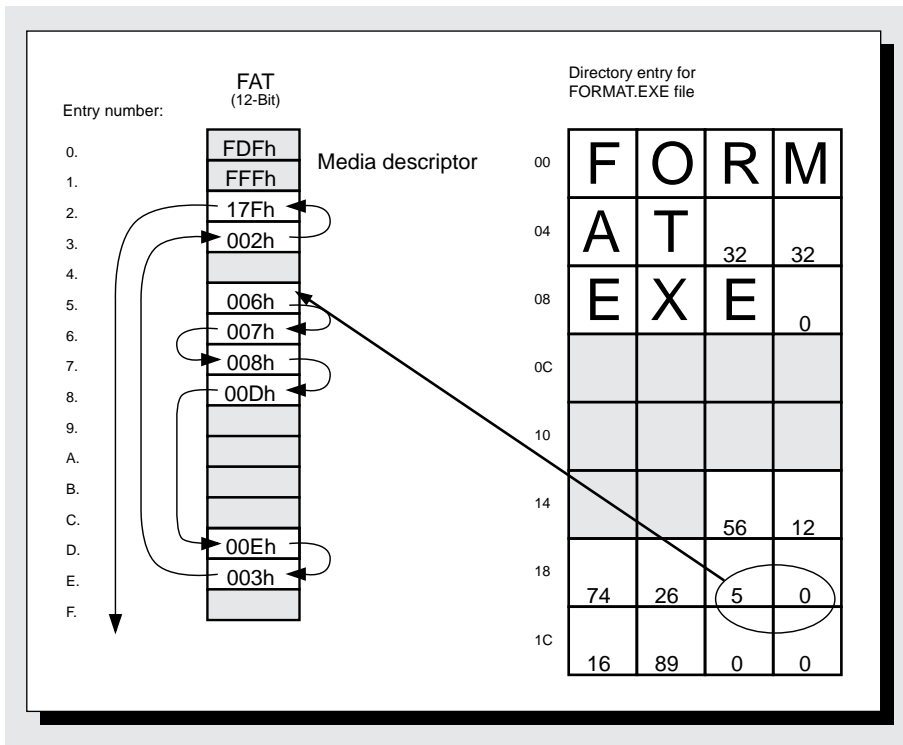 FAT
(12-Bit)
Entry number:
0.
FDFh
Media descriptor
1.
FFFh
2.
17Fh
3.
002h
4.
5.
006h
6.
007h
7.
008h
8.
00Dh
9.
A.
B.
C.
D.
00Eh
E.
003h
F.
Directory entry for
FORMAT.EXE file
00 F O R M
04 A T 32 32
08 E X E 0
0C
10
14 56 12
18 74 26 5 0
1C 16 89 0 0